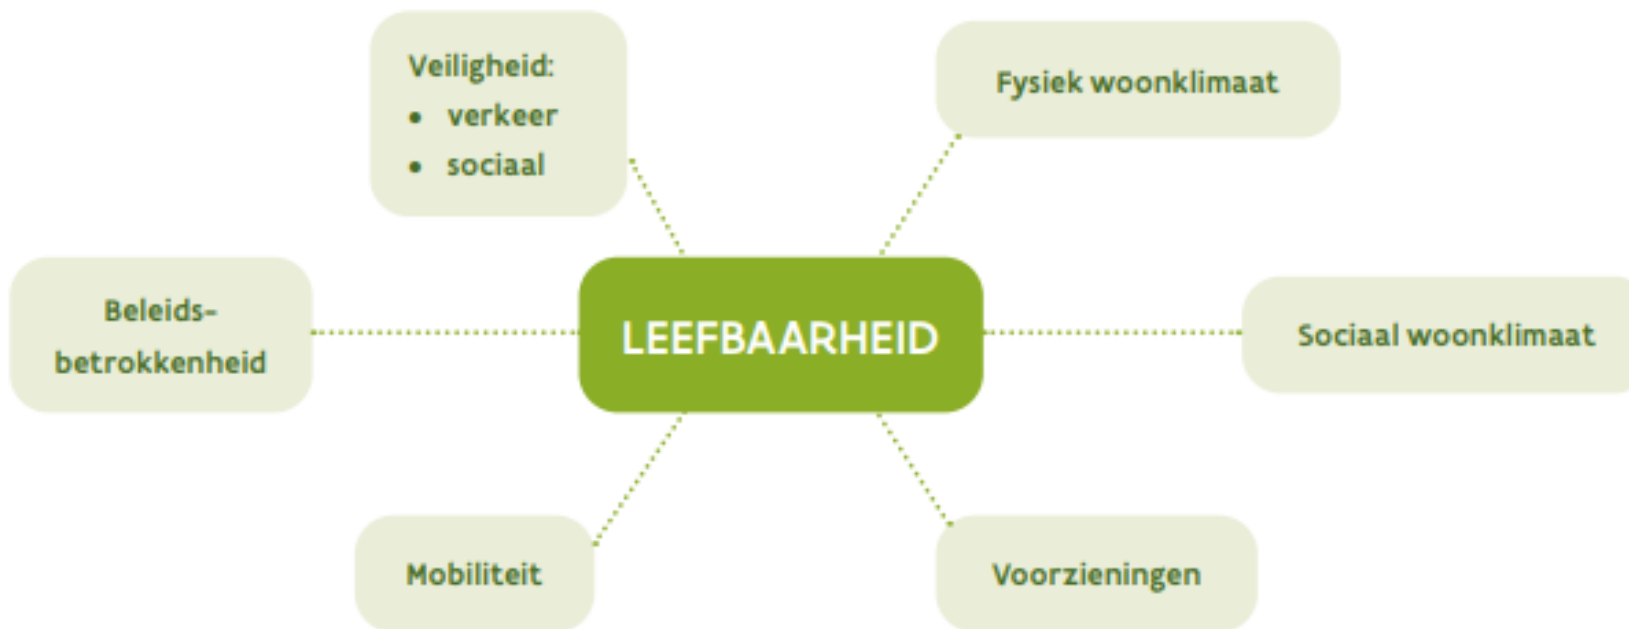 Veiligheid:
• verkeer
• sociaal
Fysiek woonklimaat
Beleids-
betrokkenheid
LEEFBAARHEID
Sociaal woonklimaat
Mobiliteit
Voorzieningen